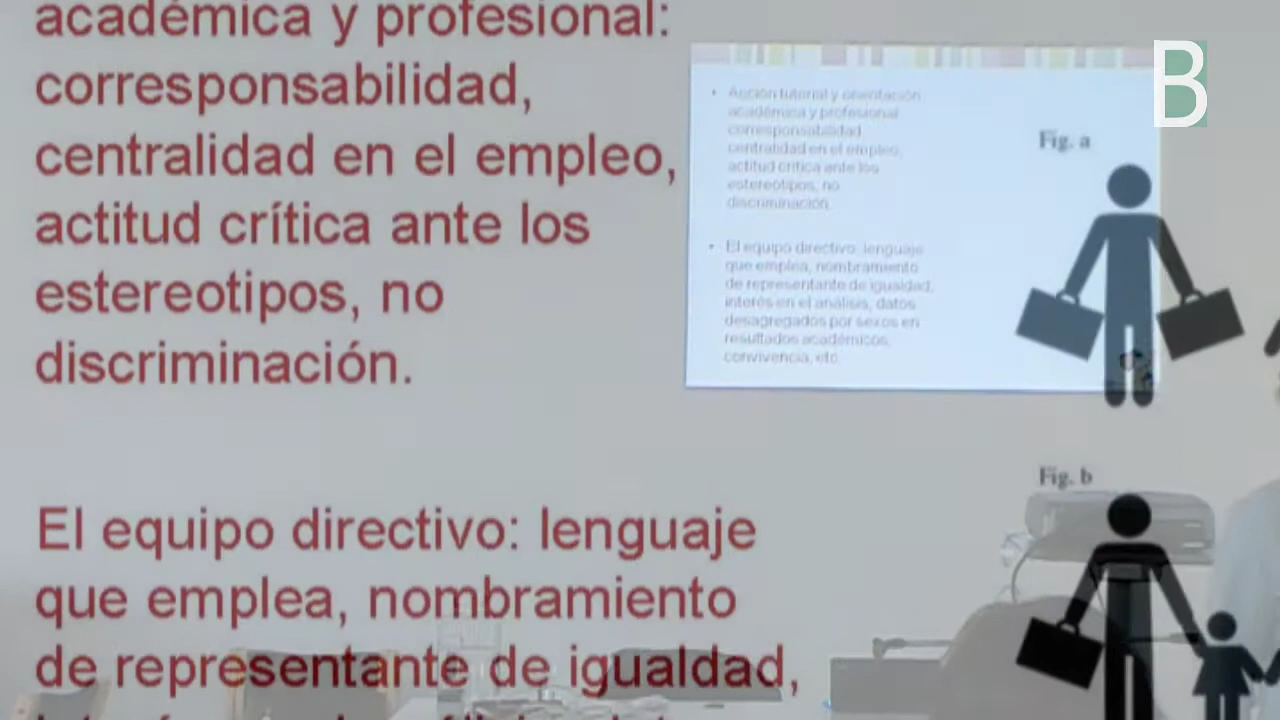 académica y profesional:
corresponsabilidad,
centralidad en el empleo,
actitud crítica ante los
estereotipos, no
discriminación.
El equipo directivo: lenguaje
que emplea, nombramiento
de representante de igualdad,
B
Acción tutorial y orientación
académica y profesional
corresponsabilidad
centralidad en el empleo,
actitud crítica ante los
estereotipos, no
discriminación
El equipo directivo: lenguaje
que emplea, nombramiento
de representante de igualdad,
interés en el análisis, datos
desagregados por sexos en
resultados académicos,
convivencia, etc.
Fig. a
Fig. b